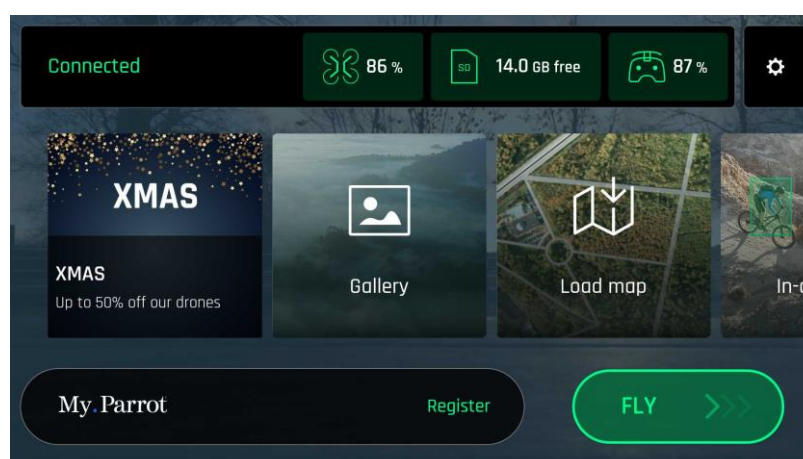 Connected
86 %
SD
14.0 GB free
87 %
XMAS
XMAS
Up to 50% off our drones
Gallery
Load map
My.Parrot
Register
FLY